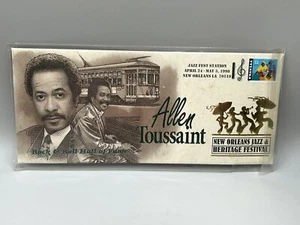 JAZZ FEST STATION
APRIL 24 - MAY 3, 1998
NEW ORLEANS LA 70119
Allen
Toussaint
Rock & Roll Hall of Fame
NEW ORLEANS JAZZ &
HERITAGE FESTIVAL